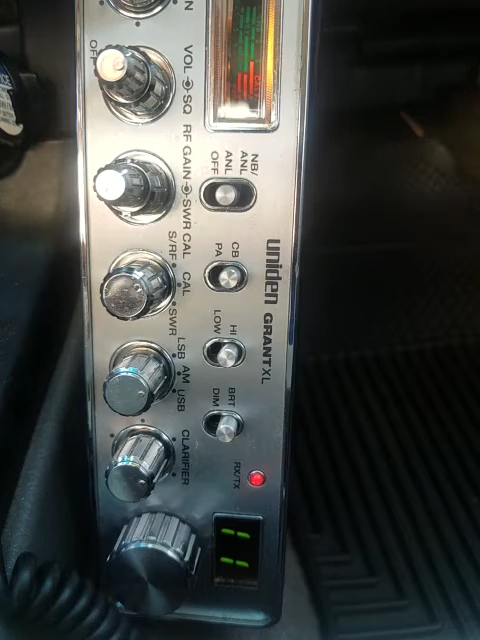 uniden GRANT XL
NB/
ANL
ANL
OFF
CB
PA
HI
LOW
BRT
DIM
RX/TX
11
N
VOL SQ
OFF
RF GAIN SWR CAL
S/RF CAL SWR
LSB AM USB
CLARIFIER